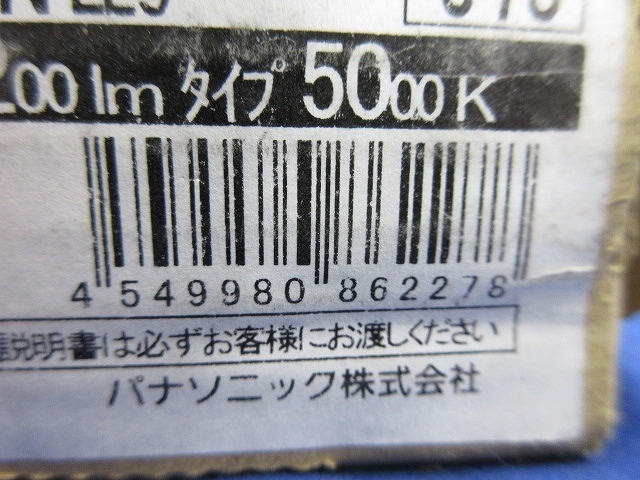 200 lm タイプ 5000 K
4 549980 862278
説明書は必ずお客様にお渡しください
パナソニック株式会社